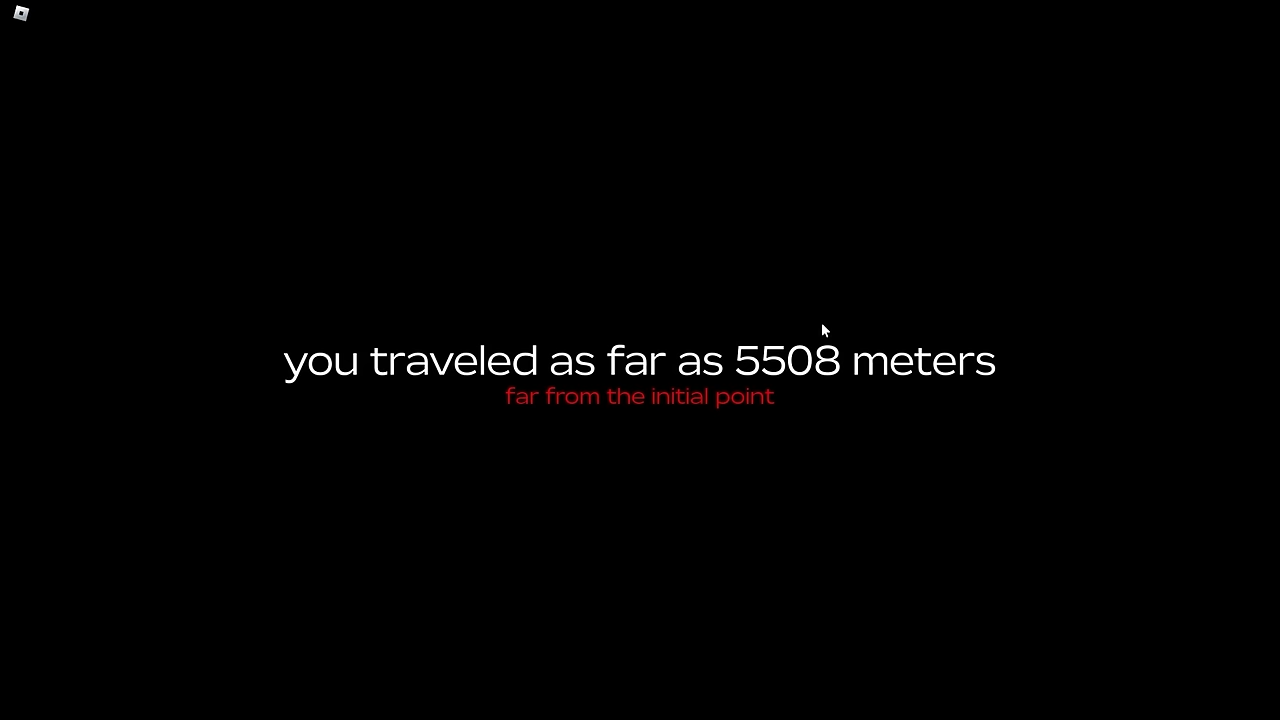 you traveled as far as 5508 meters
far from the initial point